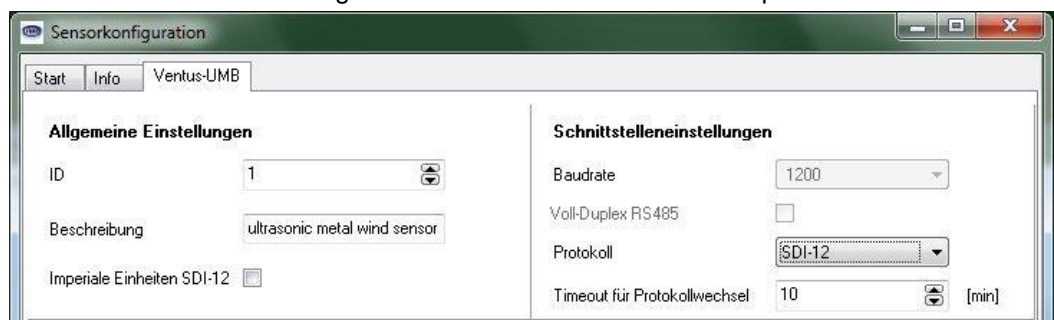 Sensorkonfiguration
Start Info Ventus-UMB
Allgemeine Einstellungen
ID 1
Beschreibung ultrasonic metal wind sensor
Imperiale Einheiten SDI-12
Schnittstelleneinstellungen
Baudrate 1200
Voll-Duplex RS485
Protokoll SDI-12
Timeout für Protokollwechsel 10 [min]